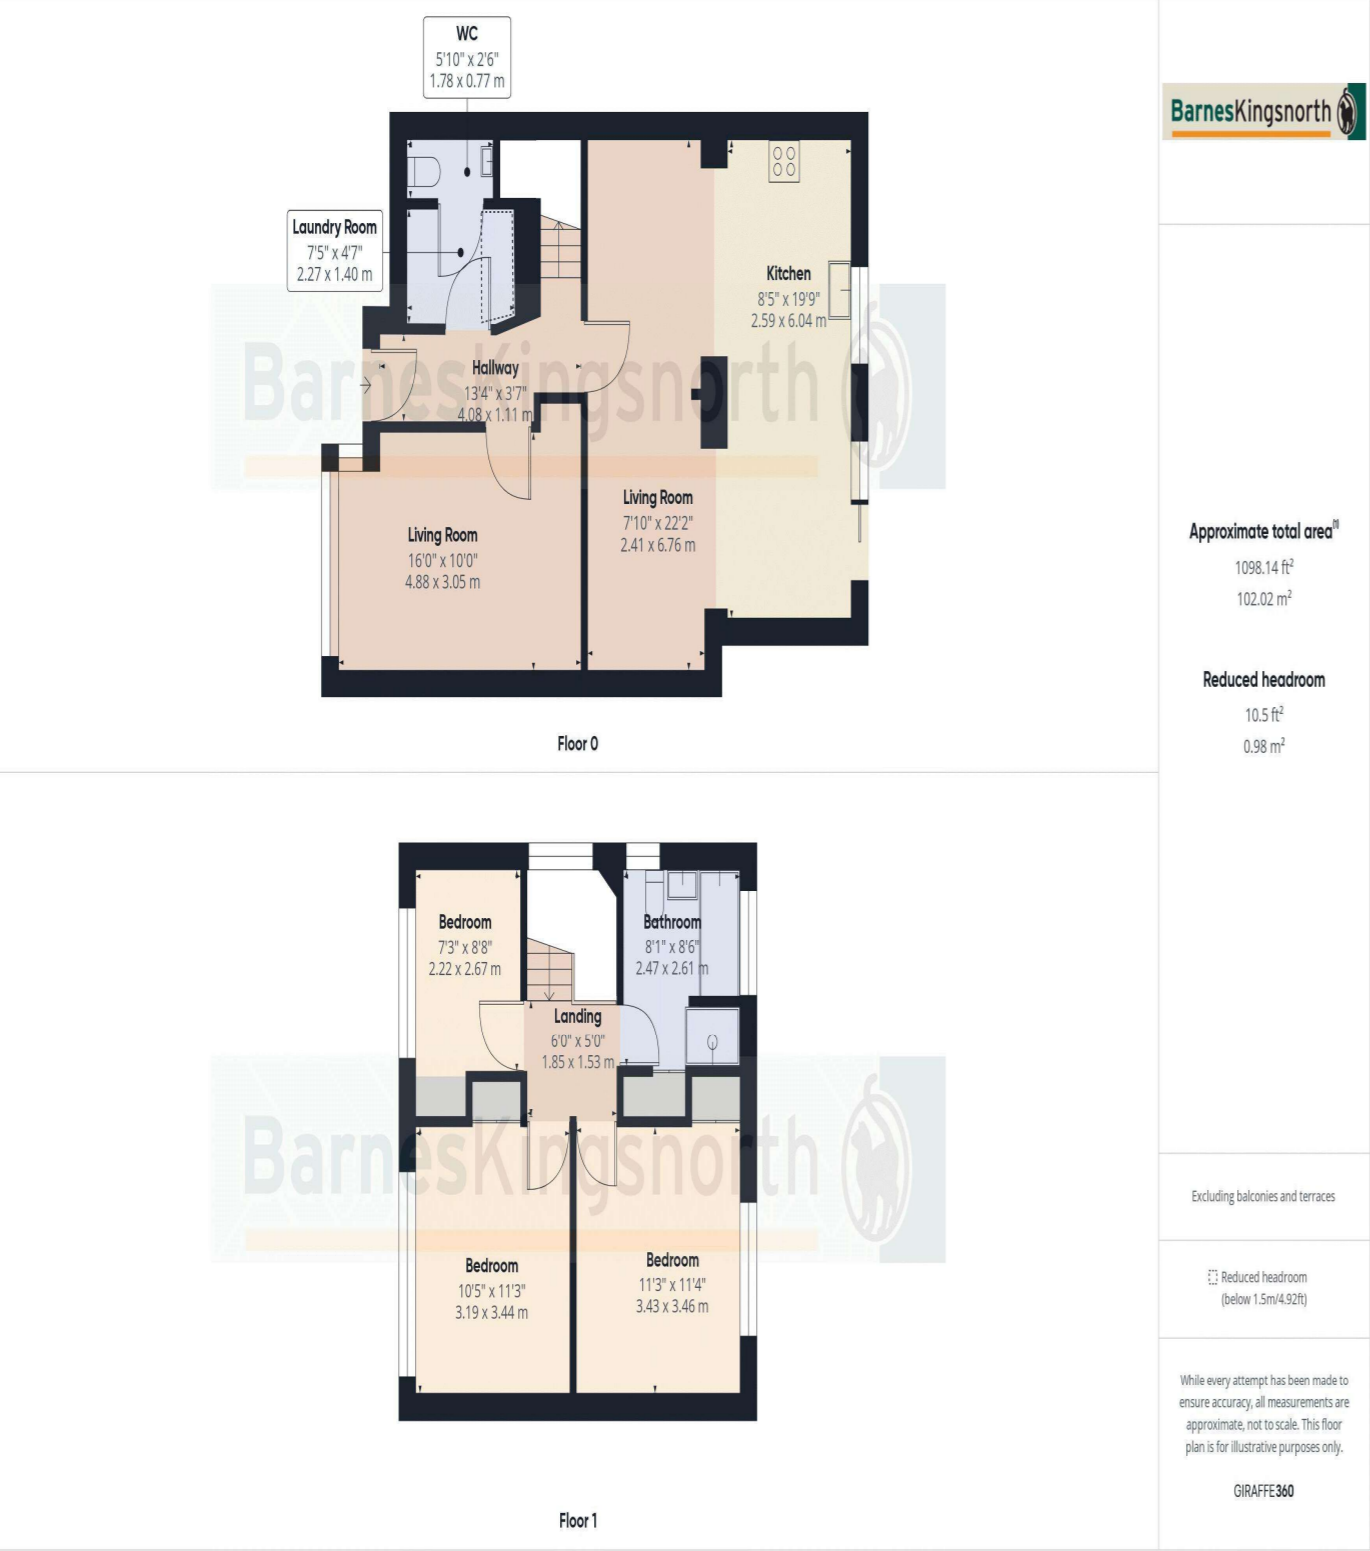 WC
5'10" x 2'6"
1.78 x 0.77 m
Laundry Room
7'5" x 4'7"
2.27 x 1.40 m
Kitchen
8'5" x 19'9"
2.59 x 6.04 m
Hallway
13'4" x 3'7"
4.08 x 1.11 m
BarnesKingsnorth
Living Room
7'10" x 22'2"
2.41 x 6.76 m
Living Room
16'0" x 10'0"
4.88 x 3.05 m
Floor 0
Bedroom
7'3" x 8'8"
2.22 x 2.67 m
Bathroom
8'1" x 8'6"
2.47 x 2.61 m
Landing
6'0" x 5'0"
1.85 x 1.53 m
BarnesKingsnorth
Bedroom
10'5" x 11'3"
3.19 x 3.44 m
Bedroom
11'3" x 11'4"
3.43 x 3.46 m
Floor 1
BarnesKingsnorth
Approximate total area(1)
1098.14 ft²
102.02 m²
Reduced headroom
10.5 ft²
0.98 m²
Excluding balconies and terraces
Reduced headroom
(below 1.5m/4.92ft)
While every attempt has been made to
ensure accuracy, all measurements are
approximate, not to scale. This floor
plan is for illustrative purposes only.
GIRAFFE360